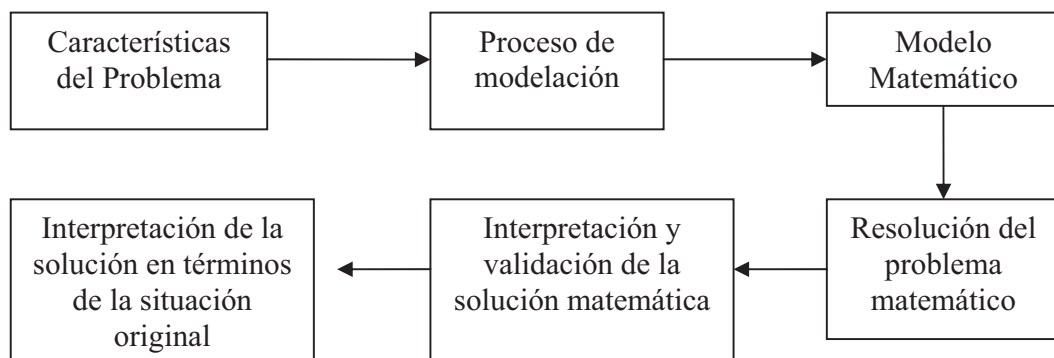 Características
del Problema
Proceso de
modelación
Modelo
Matemático
Resolución del
problema
matemático
Interpretación y
validación de la
solución matemática
Interpretación de la
solución en términos
de la situación
original